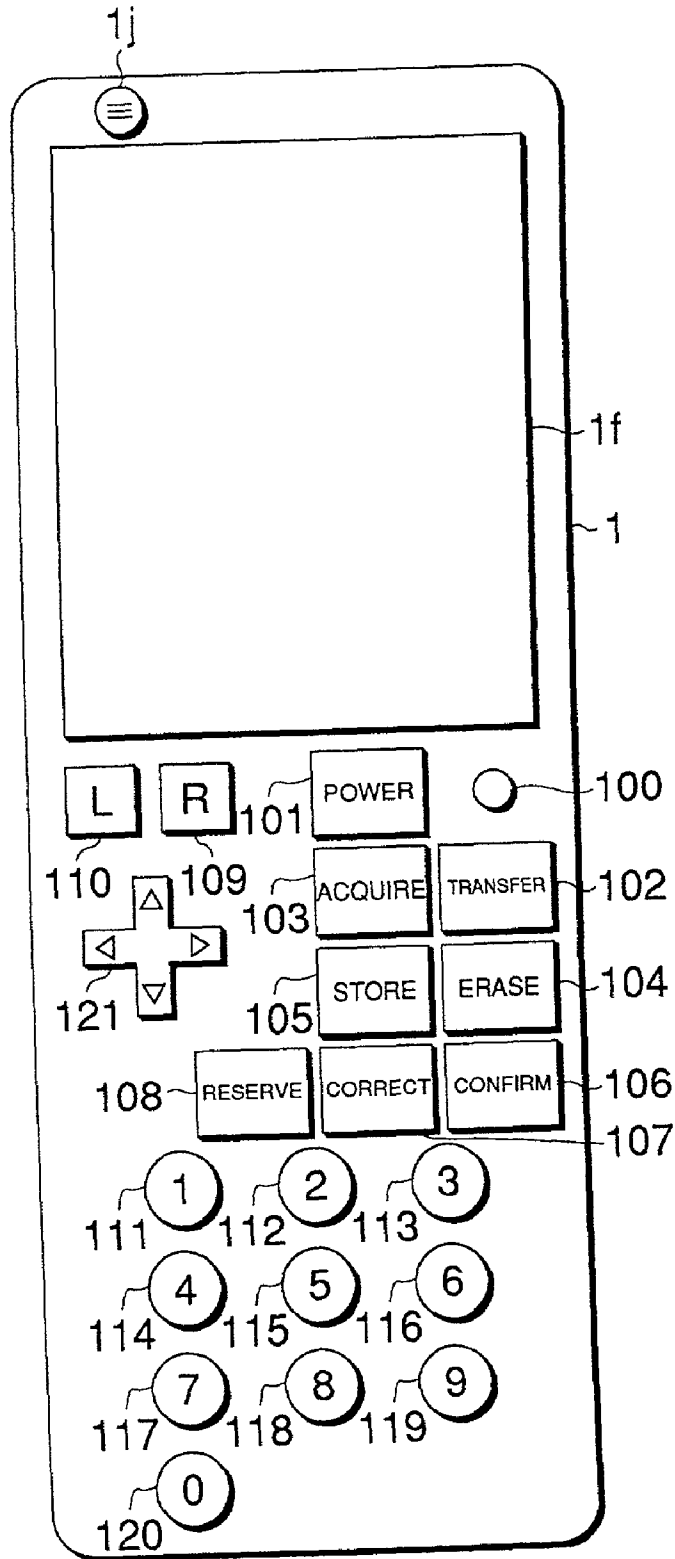 1j
1f
1
L R 101 POWER 100
110 109
103 ACQUIRE TRANSFER 102
121 105 STORE ERASE 104
108 RESERVE CORRECT CONFIRM 106
107
1 2 3
111 112 113
4 5 6
114 115 116
7 8 9
117 118 119
0
120